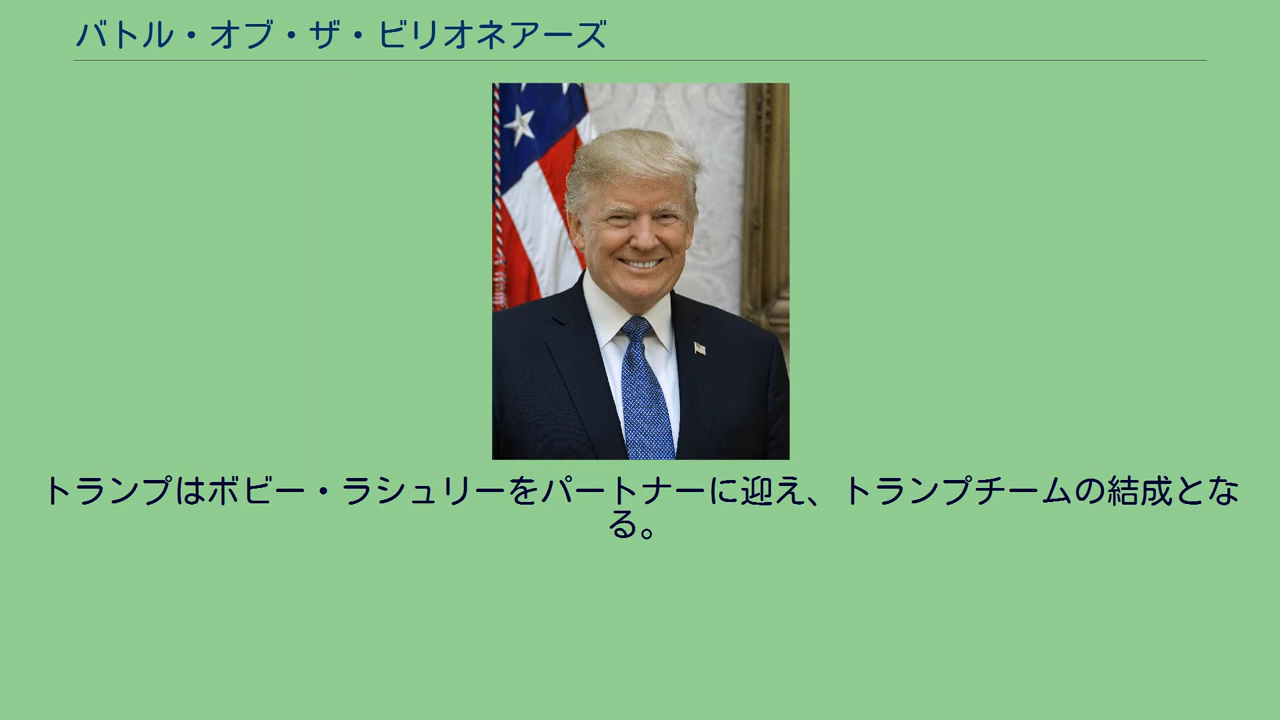 バトル・オブ・ザ・ビリオネアーズ
トランプはボビー・ラシュリーをパートナーに迎え、トランプチームの結成とな
る。